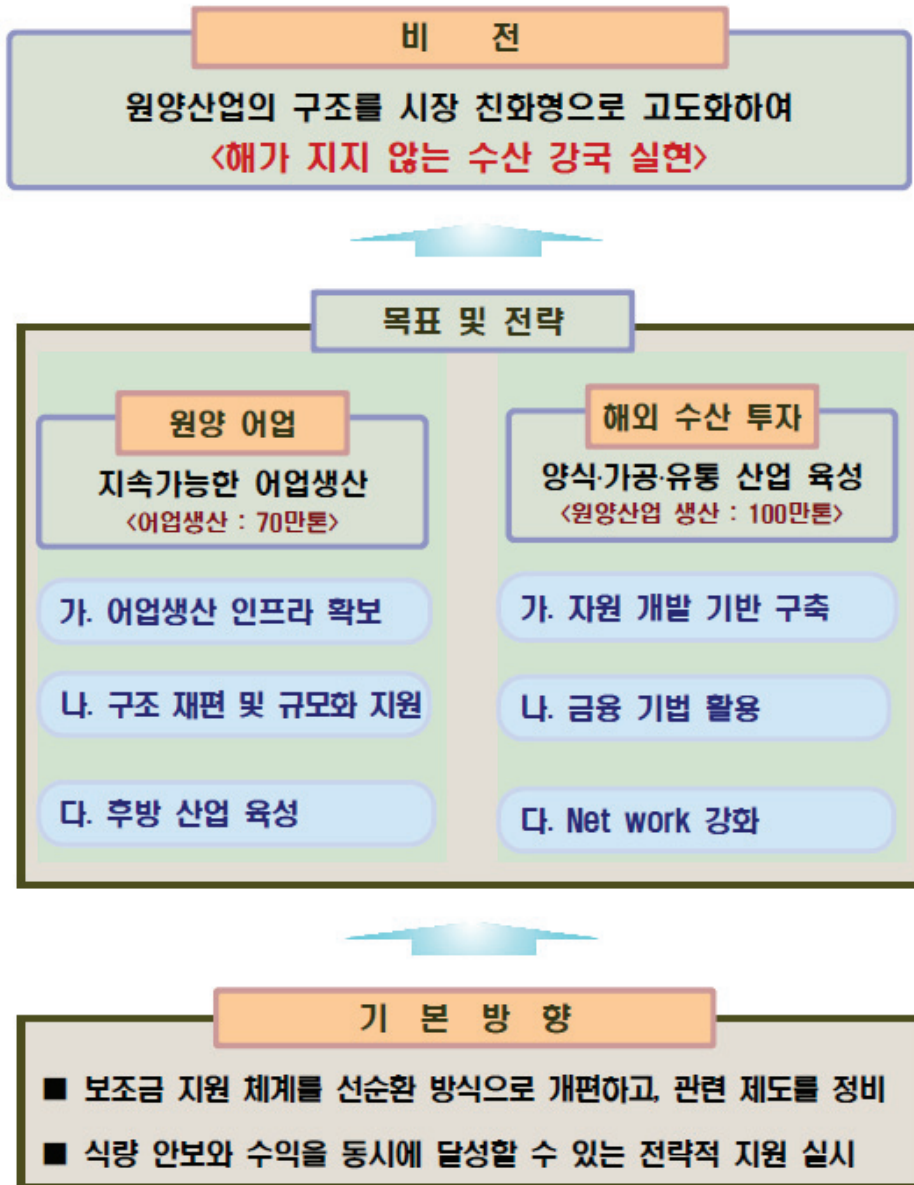 비 전
원양산업의 구조를 시장 친화형으로 고도화하여
<해가 지지 않는 수산 강국 실현>
목표 및 전략
원양 어업
지속가능한 어업생산
<어업생산 : 70만톤>
가. 어업생산 인프라 확보
나. 구조 재편 및 규모화 지원
다. 후방 산업 육성
해외 수산 투자
양식·가공·유통 산업 육성
<원양산업 생산 : 100만톤>
가. 자원 개발 기반 구축
나. 금융 기법 활용
다. Net work 강화
기 본 방 향
■ 보조금 지원 체계를 선순환 방식으로 개편하고, 관련 제도를 정비
■ 식량 안보와 수익을 동시에 달성할 수 있는 전략적 지원 실시